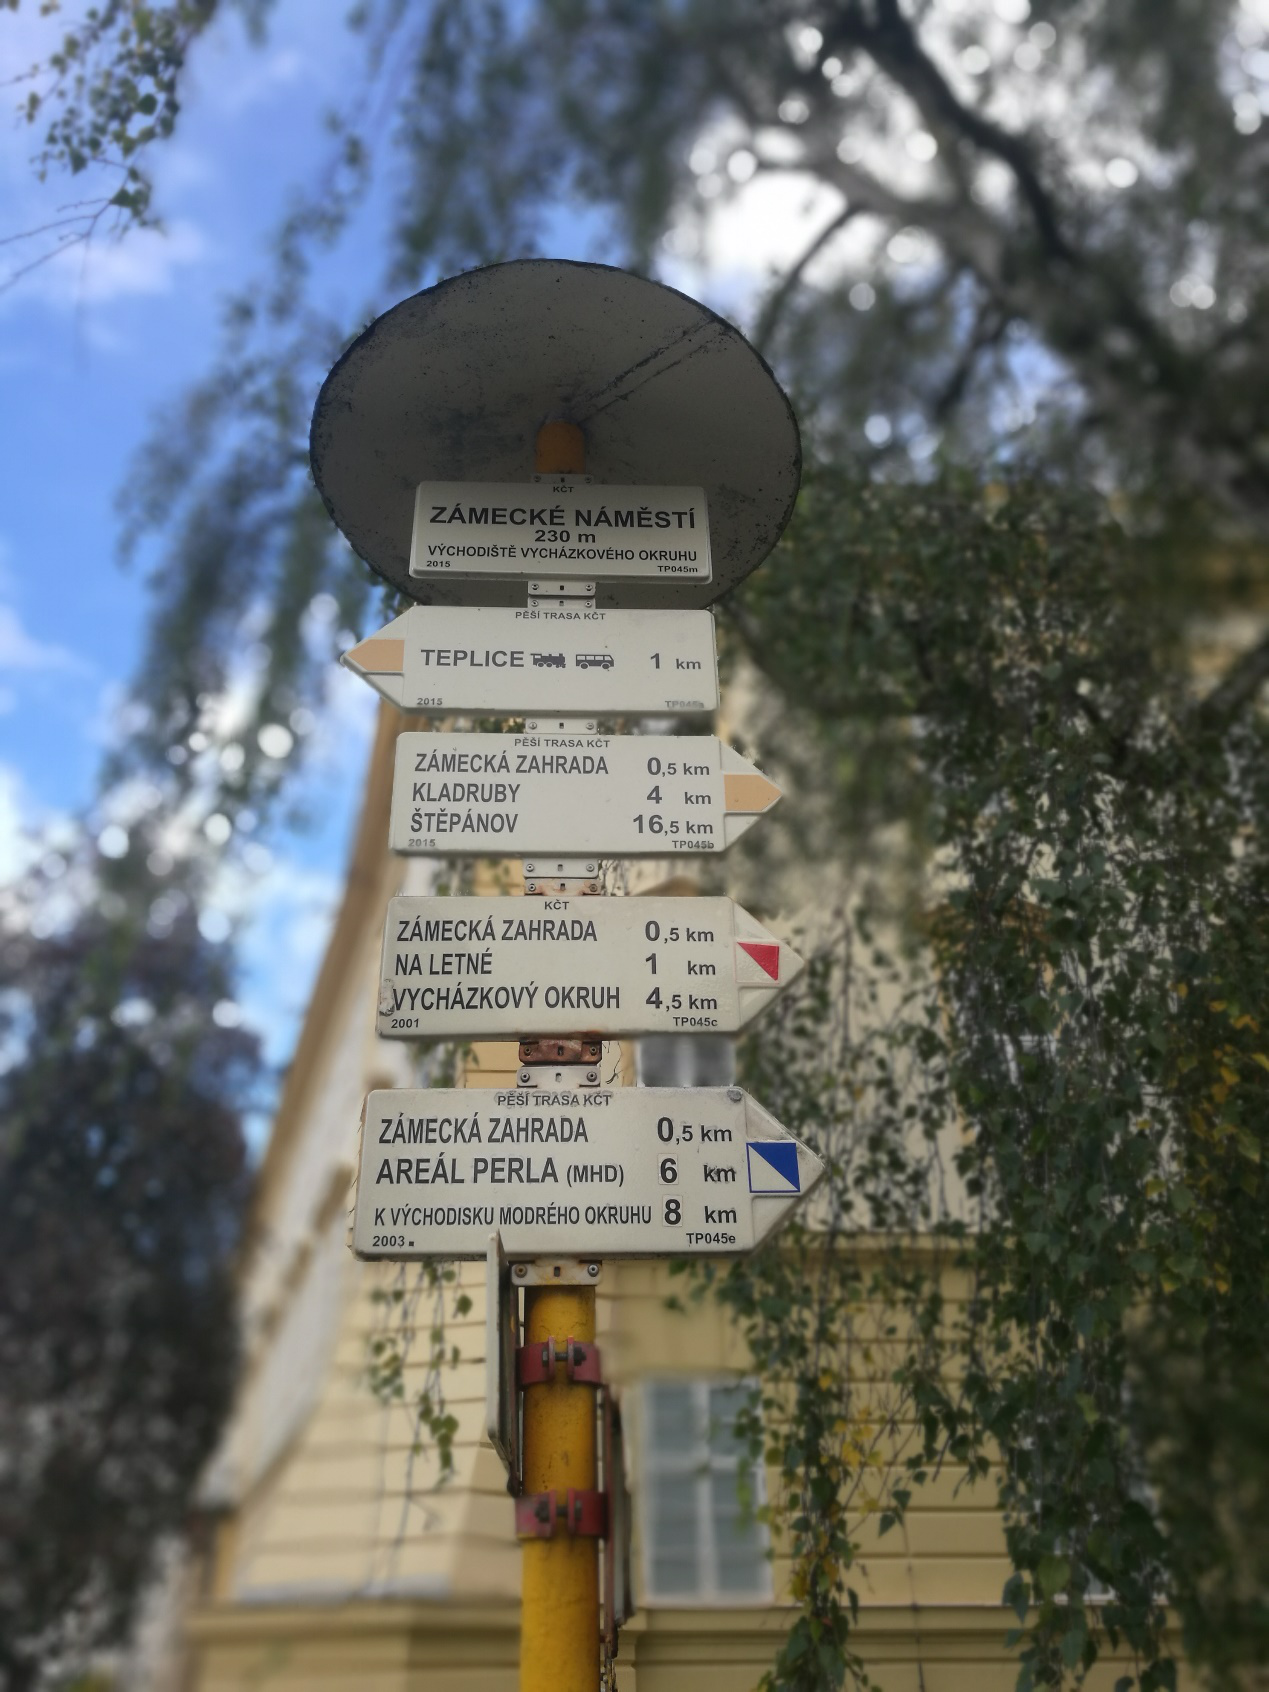 KČT
ZÁMECKÉ NÁMĚSTÍ
230 m
VÝCHODIŠTĚ VYCHÁZKOVÉHO OKRUHU
2015 TP045m
PĚŠÍ TRASA KČT
TEPLICE 1 km
2015 TP045a
PĚŠÍ TRASA KČT
ZÁMECKÁ ZAHRADA 0,5 km
KLADRUBY 4 km
ŠTĚPÁNOV 16,5 km
2015 TP045b
KČT
ZÁMECKÁ ZAHRADA 0,5 km
NA LETNÉ 1 km
VYCHÁZKOVÝ OKRUH 4,5 km
2001 TP045c
PĚŠÍ TRASA KČT
ZÁMECKÁ ZAHRADA 0,5 km
AREÁL PERLA (MHD) 6 km
K VÝCHODISKU MODRÉHO OKRUHU 8 km
2003 TP045e